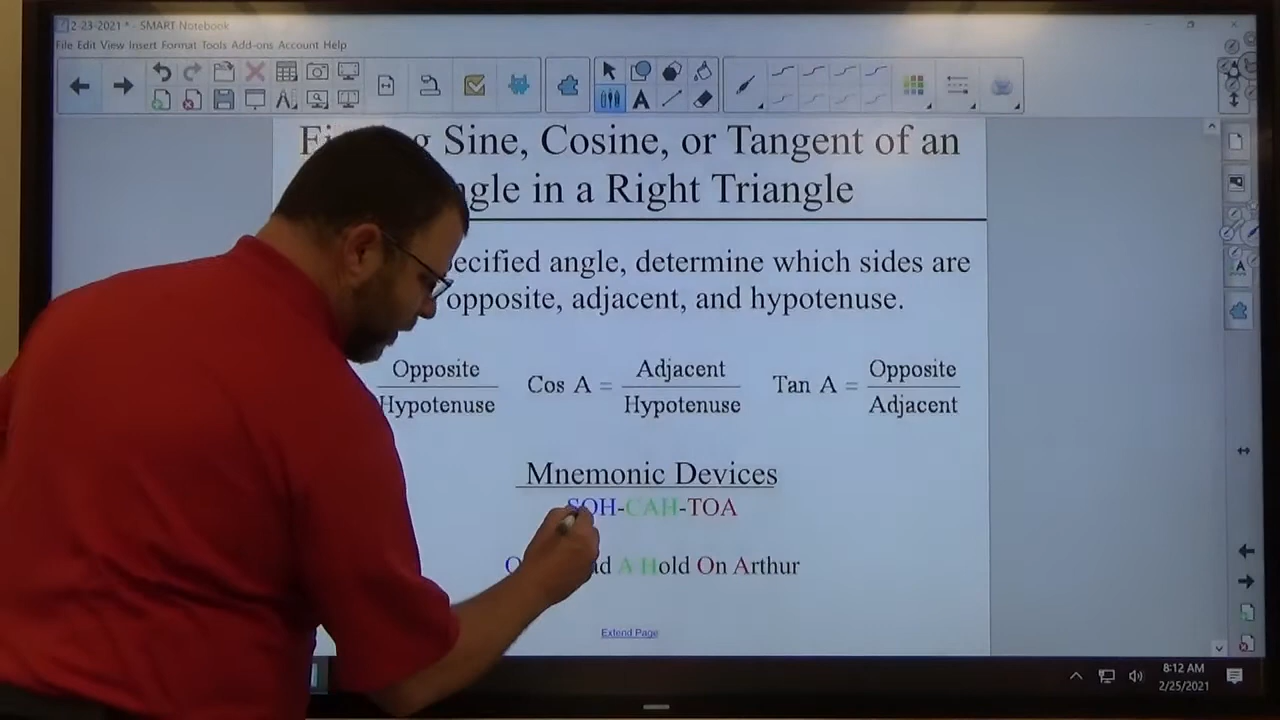 2-23-2021 * - SMART Notebook
File Edit View Insert Format Tools Add-ons Account Help
Sine, Cosine, or Tangent of an
gle in a Right Triangle
ecified angle, determine which sides are
opposite, adjacent, and hypotenuse.
Opposite
Hypotenuse
Cos A =
Adjacent
Hypotenuse
Tan A =
Opposite
Adjacent
Mnemonic Devices
SOH-CAH-TOA
A Hold On Arthur
Extend Page
8:12 AM
2/25/2021